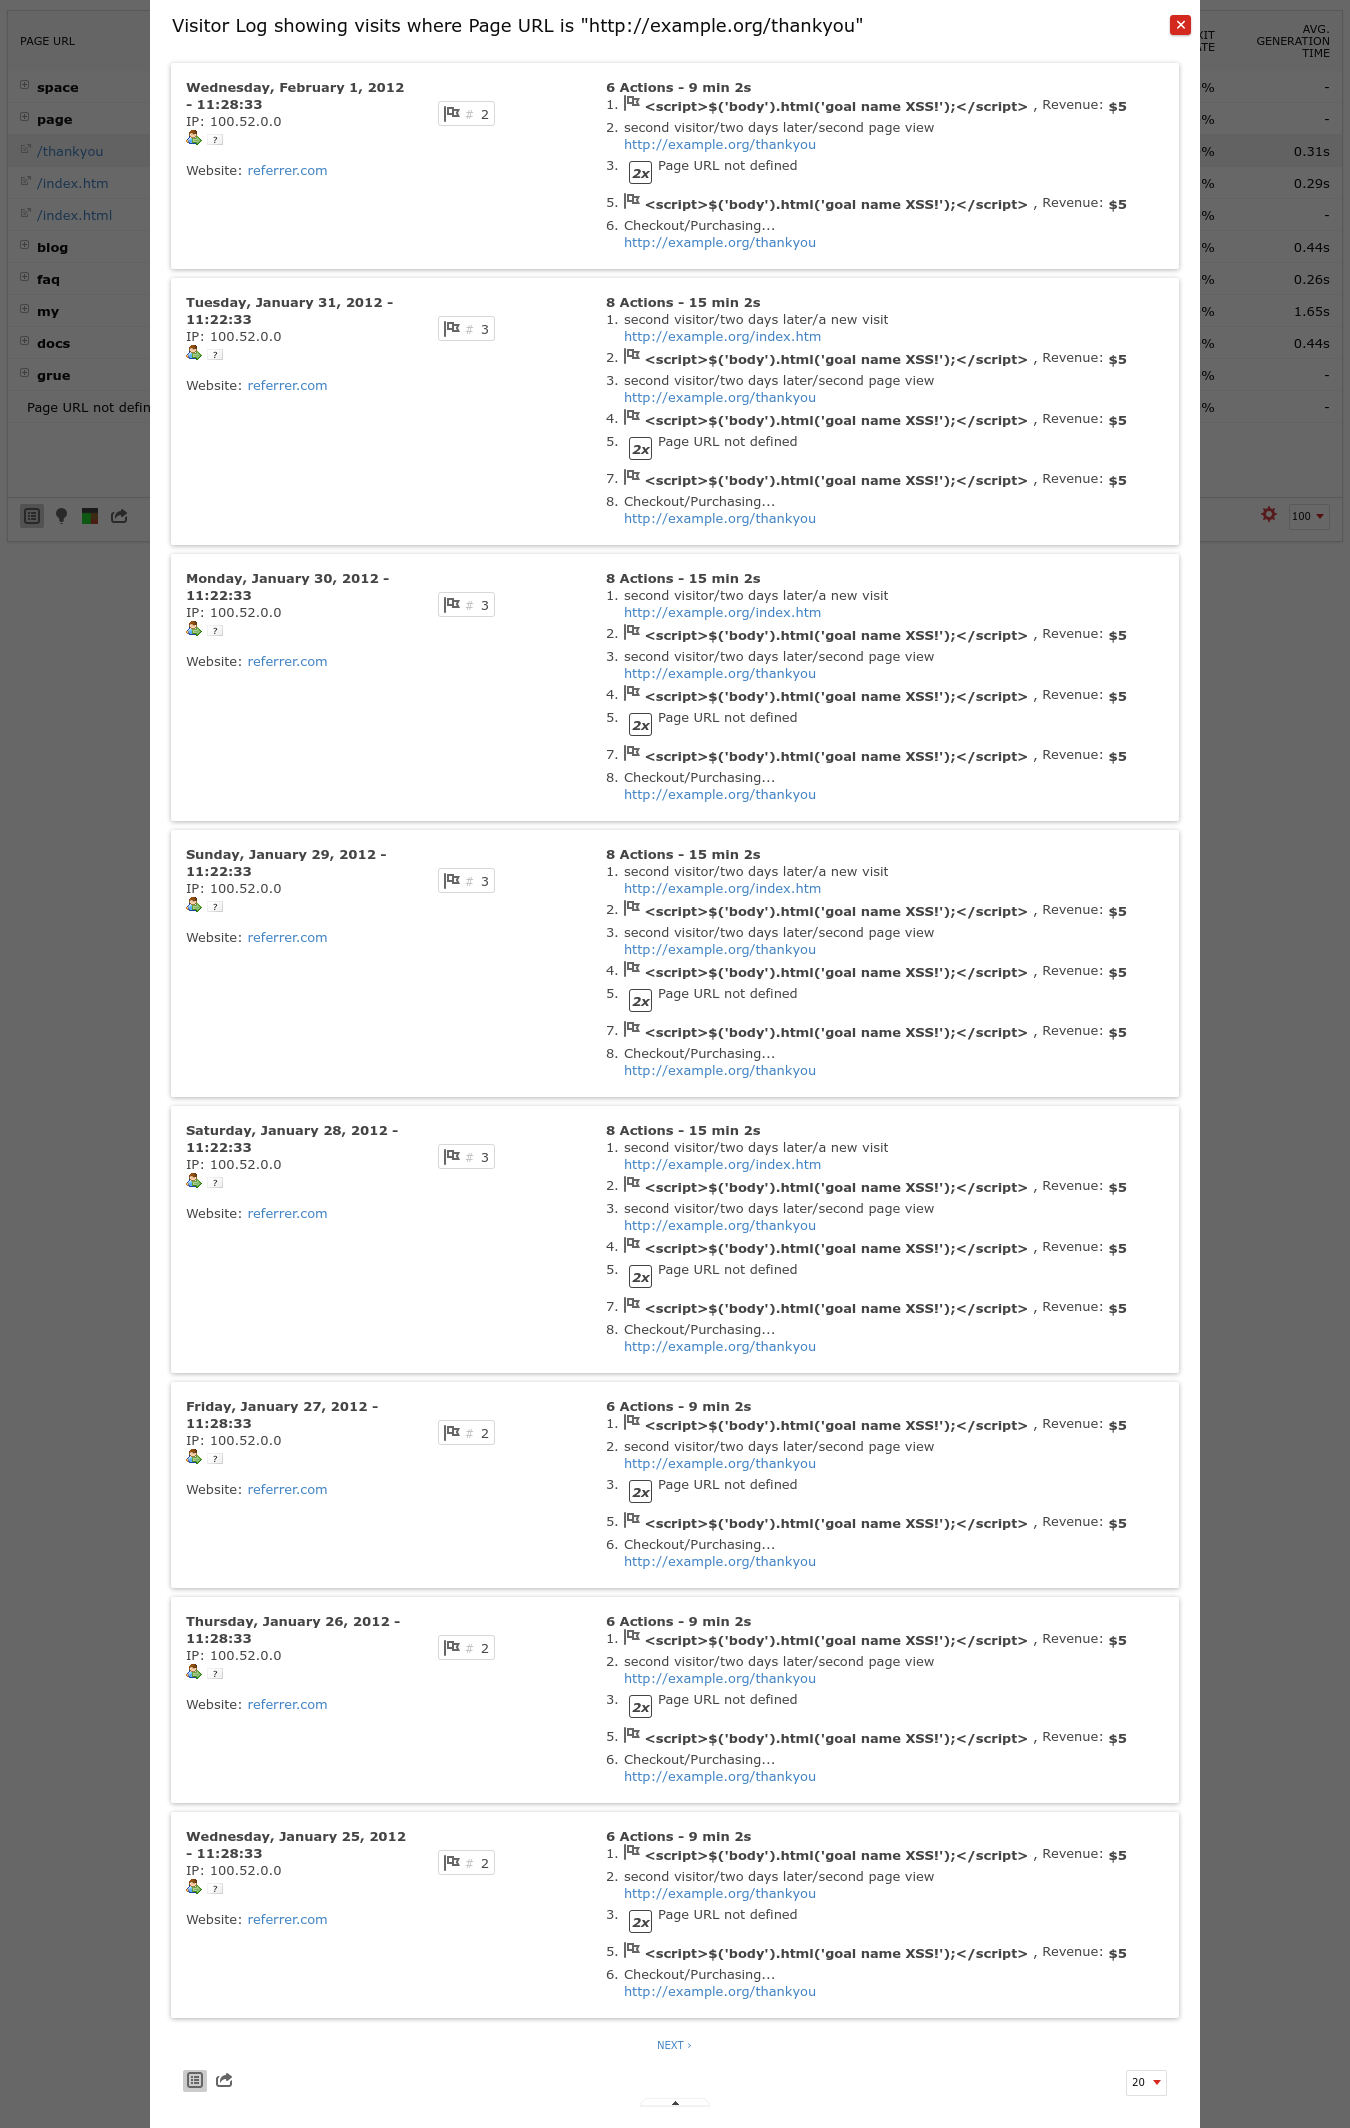 Visitor Log showing visits where Page URL is "http://example.org/thankyou"
PAGE URL
space
page
/thankyou
/index.htm
/index.html
blog
faq
my
docs
grue
Page URL not defin
XIT
ATE
AVG.
GENERATION
TIME
% -
% -
% 0.31s
% 0.29s
% -
% 0.44s
% 0.26s
% 1.65s
% 0.44s
% -
% -
100
Wednesday, February 1, 2012
- 11:28:33
IP: 100.52.0.0
?
Website: referrer.com
# 2
6 Actions - 9 min 2s
1. <script>$('body').html('goal name XSS!');</script> , Revenue: $5
2. second visitor/two days later/second page view
http://example.org/thankyou
3. 2x Page URL not defined
5. <script>$('body').html('goal name XSS!');</script> , Revenue: $5
6. Checkout/Purchasing...
http://example.org/thankyou
Tuesday, January 31, 2012 -
11:22:33
IP: 100.52.0.0
?
Website: referrer.com
# 3
8 Actions - 15 min 2s
1. second visitor/two days later/a new visit
http://example.org/index.htm
2. <script>$('body').html('goal name XSS!');</script> , Revenue: $5
3. second visitor/two days later/second page view
http://example.org/thankyou
4. <script>$('body').html('goal name XSS!');</script> , Revenue: $5
5. 2x Page URL not defined
7. <script>$('body').html('goal name XSS!');</script> , Revenue: $5
8. Checkout/Purchasing...
http://example.org/thankyou
Monday, January 30, 2012 -
11:22:33
IP: 100.52.0.0
?
Website: referrer.com
# 3
8 Actions - 15 min 2s
1. second visitor/two days later/a new visit
http://example.org/index.htm
2. <script>$('body').html('goal name XSS!');</script> , Revenue: $5
3. second visitor/two days later/second page view
http://example.org/thankyou
4. <script>$('body').html('goal name XSS!');</script> , Revenue: $5
5. 2x Page URL not defined
7. <script>$('body').html('goal name XSS!');</script> , Revenue: $5
8. Checkout/Purchasing...
http://example.org/thankyou
Sunday, January 29, 2012 -
11:22:33
IP: 100.52.0.0
?
Website: referrer.com
# 3
8 Actions - 15 min 2s
1. second visitor/two days later/a new visit
http://example.org/index.htm
2. <script>$('body').html('goal name XSS!');</script> , Revenue: $5
3. second visitor/two days later/second page view
http://example.org/thankyou
4. <script>$('body').html('goal name XSS!');</script> , Revenue: $5
5. 2x Page URL not defined
7. <script>$('body').html('goal name XSS!');</script> , Revenue: $5
8. Checkout/Purchasing...
http://example.org/thankyou
Saturday, January 28, 2012 -
11:22:33
IP: 100.52.0.0
?
Website: referrer.com
# 3
8 Actions - 15 min 2s
1. second visitor/two days later/a new visit
http://example.org/index.htm
2. <script>$('body').html('goal name XSS!');</script> , Revenue: $5
3. second visitor/two days later/second page view
http://example.org/thankyou
4. <script>$('body').html('goal name XSS!');</script> , Revenue: $5
5. 2x Page URL not defined
7. <script>$('body').html('goal name XSS!');</script> , Revenue: $5
8. Checkout/Purchasing...
http://example.org/thankyou
Friday, January 27, 2012 -
11:28:33
IP: 100.52.0.0
?
Website: referrer.com
# 2
6 Actions - 9 min 2s
1. <script>$('body').html('goal name XSS!');</script> , Revenue: $5
2. second visitor/two days later/second page view
http://example.org/thankyou
3. 2x Page URL not defined
5. <script>$('body').html('goal name XSS!');</script> , Revenue: $5
6. Checkout/Purchasing...
http://example.org/thankyou
Thursday, January 26, 2012 -
11:28:33
IP: 100.52.0.0
?
Website: referrer.com
# 2
6 Actions - 9 min 2s
1. <script>$('body').html('goal name XSS!');</script> , Revenue: $5
2. second visitor/two days later/second page view
http://example.org/thankyou
3. 2x Page URL not defined
5. <script>$('body').html('goal name XSS!');</script> , Revenue: $5
6. Checkout/Purchasing...
http://example.org/thankyou
Wednesday, January 25, 2012
- 11:28:33
IP: 100.52.0.0
?
Website: referrer.com
# 2
6 Actions - 9 min 2s
1. <script>$('body').html('goal name XSS!');</script> , Revenue: $5
2. second visitor/two days later/second page view
http://example.org/thankyou
3. 2x Page URL not defined
5. <script>$('body').html('goal name XSS!');</script> , Revenue: $5
6. Checkout/Purchasing...
http://example.org/thankyou
NEXT ›
20